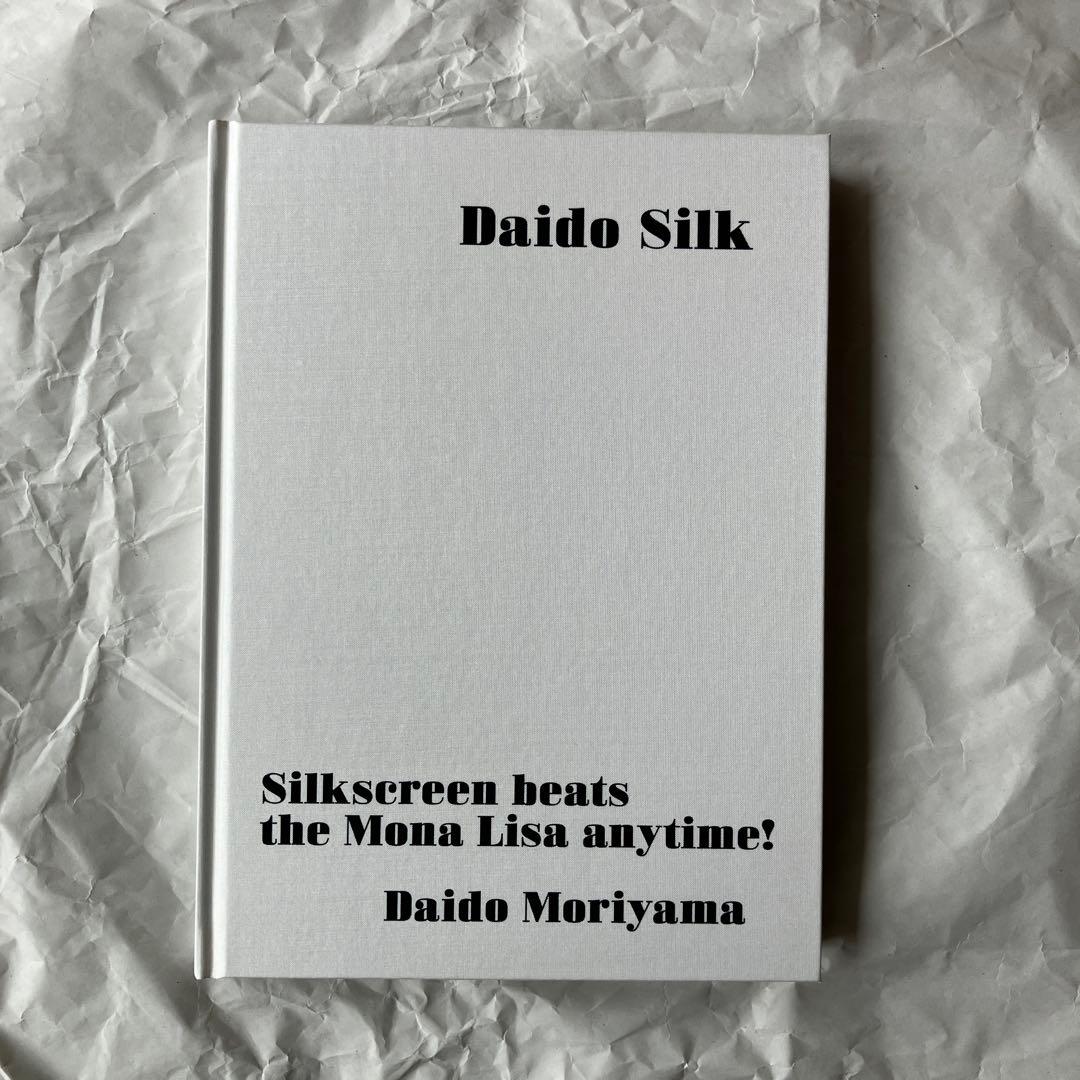 Daido Silk
Silkscreen beats
the Mona Lisa anytime!
Daido Moriyama